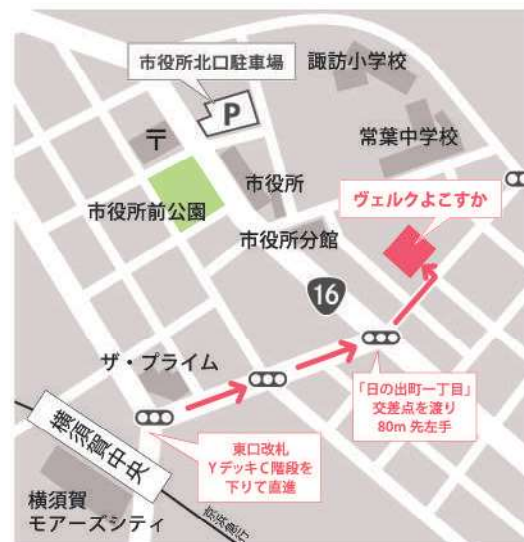 市役所北口駐車場
諏訪小学校
P
常葉中学校
〒
市役所
ヴェルクよこすか
市役所前公園
市役所分館
16
ザ・プライム
「日の出町一丁目」
交差点を渡り
80m 先左手
横須賀中央
東口改札
YデッキC階段を
下りて直進
横須賀
モアーズシティ
京浜急行